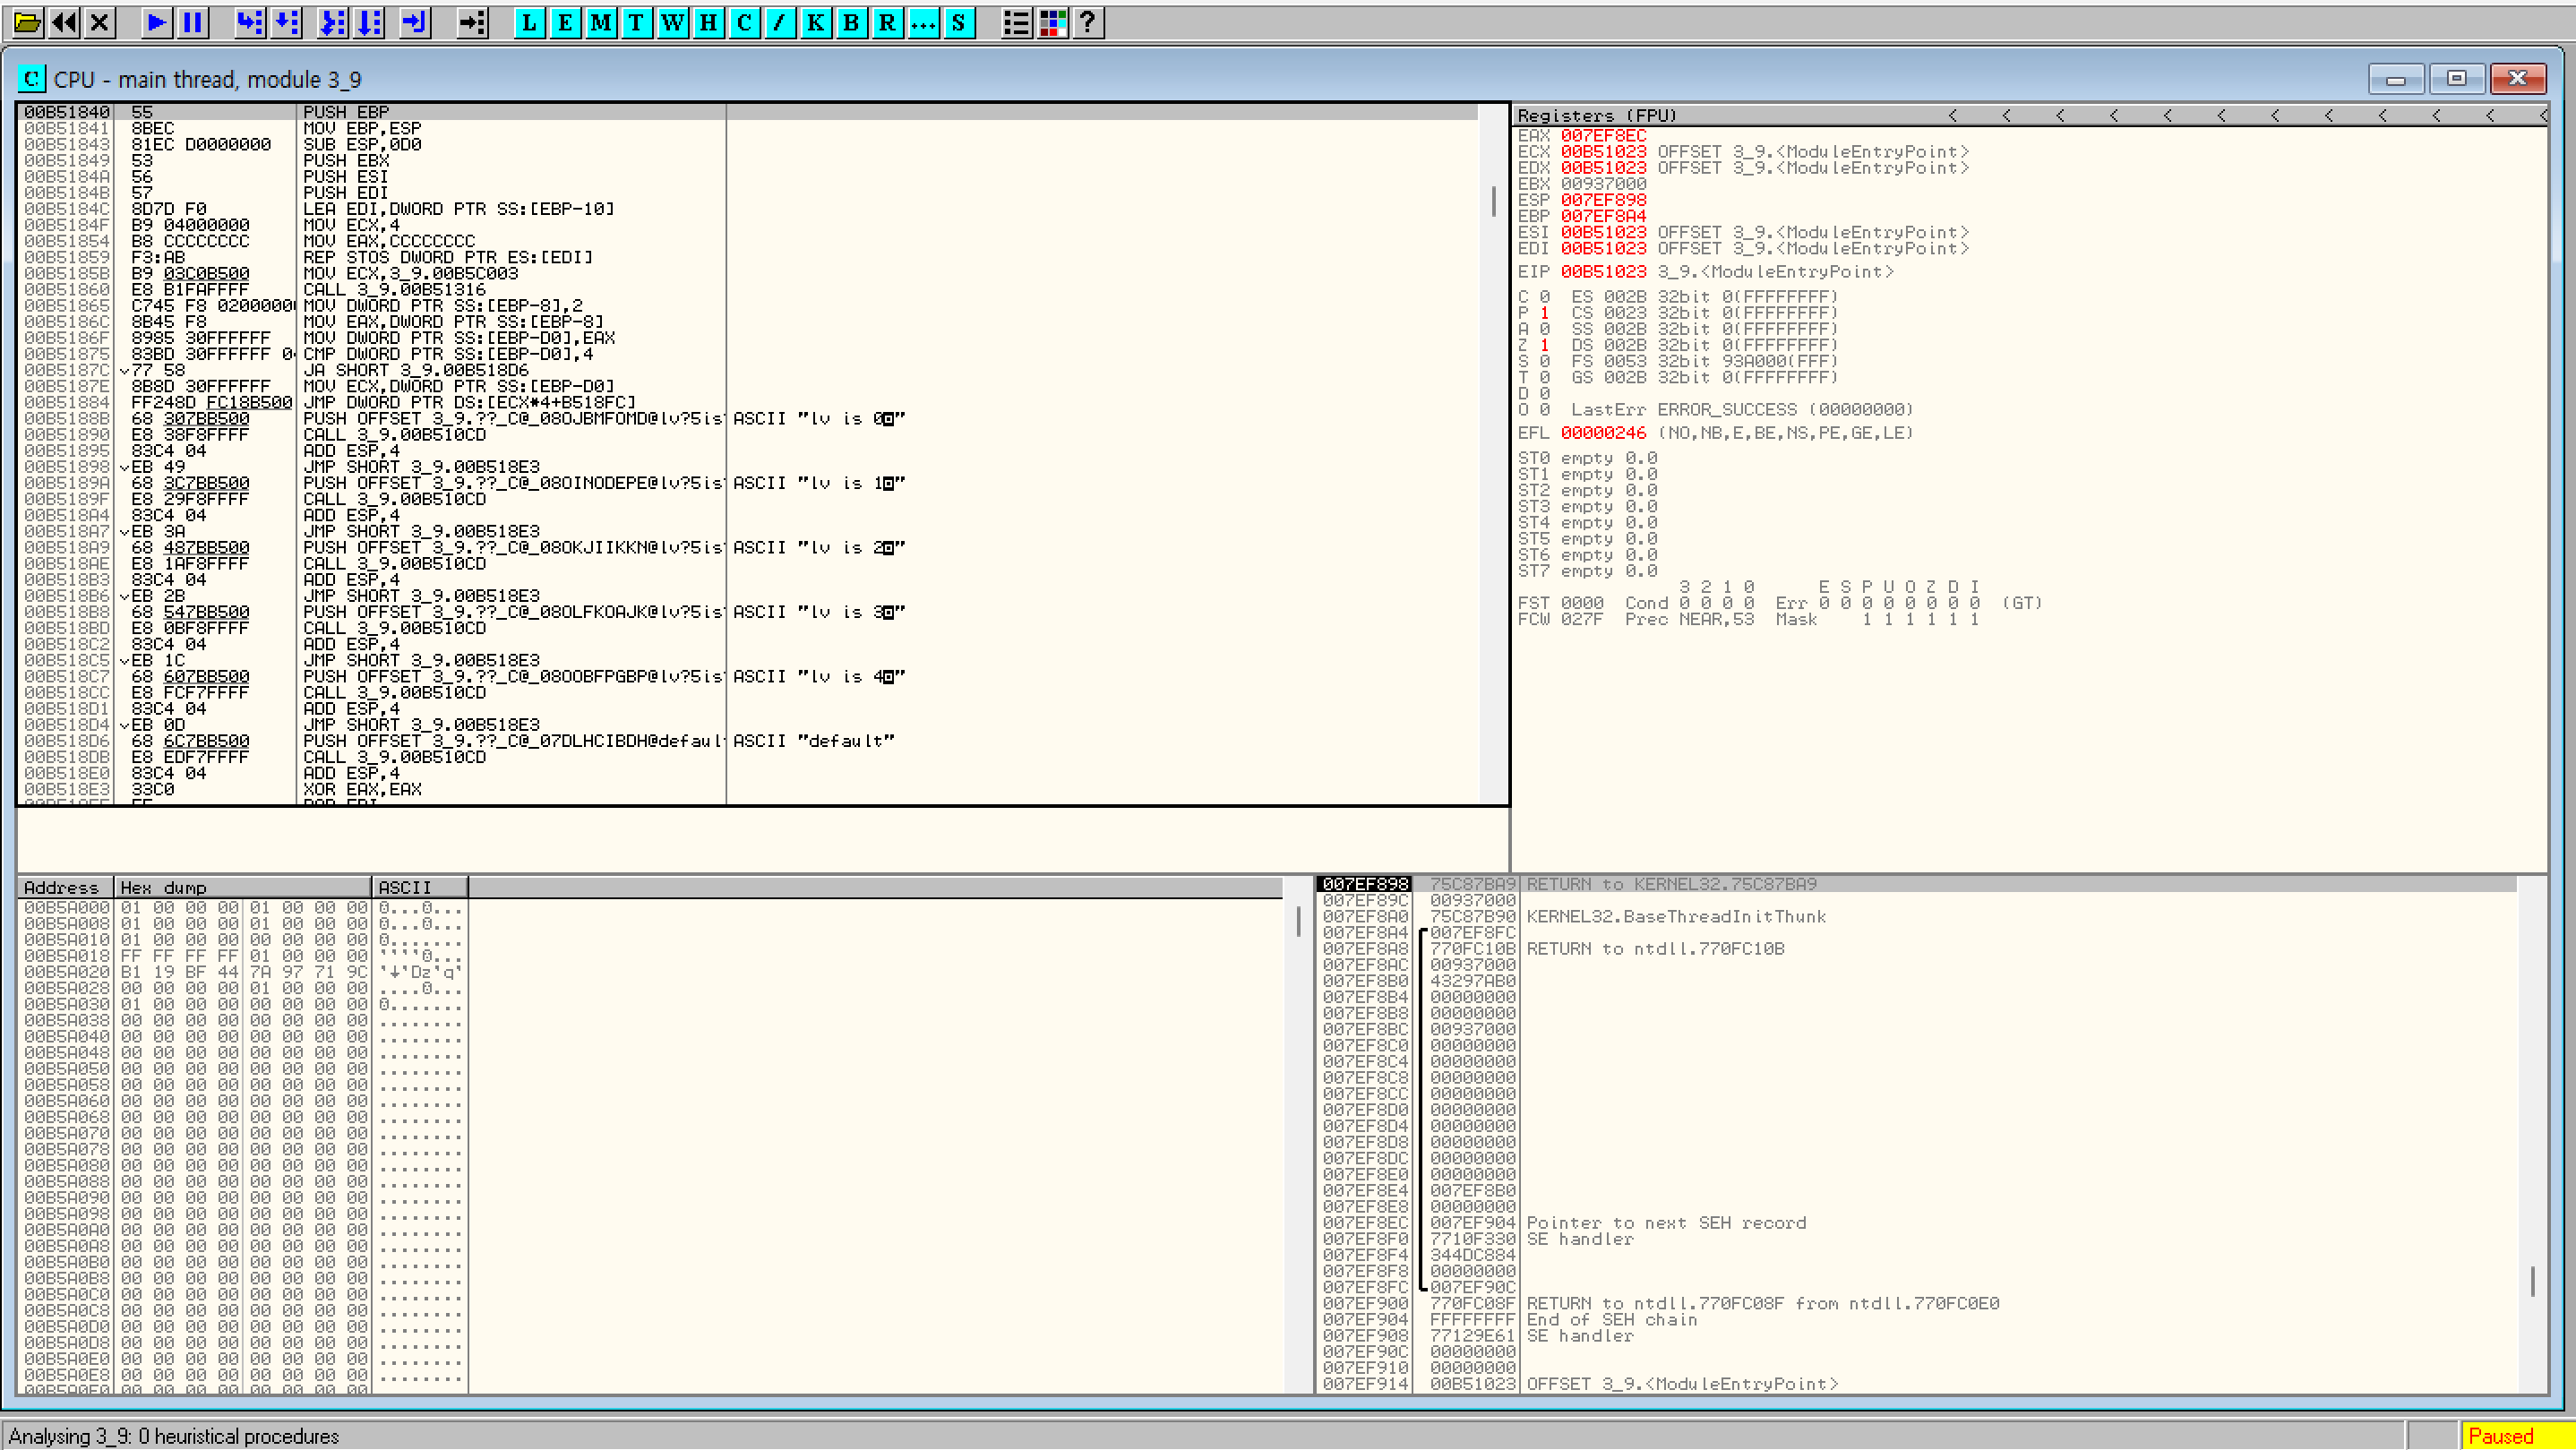 L E M T W H C / K B R ... S ?
C CPU - main thread, module 3_9
00B51840 55 PUSH EBP
00B51841 8BEC MOV EBP,ESP
00B51843 81EC D0000000 SUB ESP,0D0
00B51849 53 PUSH EBX
00B5184A 56 PUSH ESI
00B5184B 57 PUSH EDI
00B5184C 8D7D F0 LEA EDI,DWORD PTR SS:[EBP-10]
00B5184F B9 04000000 MOV ECX,4
00B51854 B8 CCCCCCCC MOV EAX,CCCCCCCC
00B51859 F3:AB REP STOS DWORD PTR ES:[EDI]
00B5185B B9 03C0B500 MOV ECX,3_9.00B5C003
00B51860 E8 B1FAFFFF CALL 3_9.00B51316
00B51865 C745 F8 0200000 MOV DWORD PTR SS:[EBP-8],2
00B5186C 8B45 F8 MOV EAX,DWORD PTR SS:[EBP-8]
00B5186F 8985 30FFFFFF MOV DWORD PTR SS:[EBP-D0],EAX
00B51875 83BD 30FFFFFF 0 CMP DWORD PTR SS:[EBP-D0],4
00B5187C 77 58 JA SHORT 3_9.00B518D6
00B5187E 8B8D 30FFFFFF MOV ECX,DWORD PTR SS:[EBP-D0]
00B51884 FF248D FC18B500 JMP DWORD PTR DS:[ECX*4+B518FC]
00B5188B 68 307BB500 PUSH OFFSET 3_9.??_C@_08OJBMFOMD@lv?5is ASCII "lv is 0"
00B51890 E8 38F8FFFF CALL 3_9.00B510CD
00B51895 83C4 04 ADD ESP,4
00B51898 EB 49 JMP SHORT 3_9.00B518E3
00B5189A 68 3C7BB500 PUSH OFFSET 3_9.??_C@_08OINODEPE@lv?5is ASCII "lv is 1"
00B5189F E8 29F8FFFF CALL 3_9.00B510CD
00B518A4 83C4 04 ADD ESP,4
00B518A7 EB 3A JMP SHORT 3_9.00B518E3
00B518A9 68 487BB500 PUSH OFFSET 3_9.??_C@_08OKJIIKKN@lv?5is ASCII "lv is 2"
00B518AE E8 1AF8FFFF CALL 3_9.00B510CD
00B518B3 83C4 04 ADD ESP,4
00B518B6 EB 2B JMP SHORT 3_9.00B518E3
00B518B8 68 547BB500 PUSH OFFSET 3_9.??_C@_08OLFKOAJK@lv?5is ASCII "lv is 3"
00B518BD E8 0BF8FFFF CALL 3_9.00B510CD
00B518C2 83C4 04 ADD ESP,4
00B518C5 EB 1C JMP SHORT 3_9.00B518E3
00B518C7 68 607BB500 PUSH OFFSET 3_9.??_C@_08OOBFPGBP@lv?5is ASCII "lv is 4"
00B518CC E8 FCF7FFFF CALL 3_9.00B510CD
00B518D1 83C4 04 ADD ESP,4
00B518D4 EB 0D JMP SHORT 3_9.00B518E3
00B518D6 68 6C7BB500 PUSH OFFSET 3_9.??_C@_07DLHCIBDH@defaul ASCII "default"
00B518DB E8 EDF7FFFF CALL 3_9.00B510CD
00B518E0 83C4 04 ADD ESP,4
00B518E3 33C0 XOR EAX,EAX
Registers (FPU) < < < < < < < < < < < <
EAX 007EF8EC
ECX 00B51023 OFFSET 3_9.<ModuleEntryPoint>
EDX 00B51023 OFFSET 3_9.<ModuleEntryPoint>
EBX 00937000
ESP 007EF898
EBP 007EF8A4
ESI 00B51023 OFFSET 3_9.<ModuleEntryPoint>
EDI 00B51023 OFFSET 3_9.<ModuleEntryPoint>
EIP 00B51023 3_9.<ModuleEntryPoint>
C 0 ES 002B 32bit 0(FFFFFFFF)
P 1 CS 0023 32bit 0(FFFFFFFF)
A 0 SS 002B 32bit 0(FFFFFFFF)
Z 1 DS 002B 32bit 0(FFFFFFFF)
S 0 FS 0053 32bit 93A000(FFF)
T 0 GS 002B 32bit 0(FFFFFFFF)
D 0
O 0 LastErr ERROR_SUCCESS (00000000)
EFL 00000246 (NO,NB,E,BE,NS,PE,GE,LE)
ST0 empty 0.0
ST1 empty 0.0
ST2 empty 0.0
ST3 empty 0.0
ST4 empty 0.0
ST5 empty 0.0
ST6 empty 0.0
ST7 empty 0.0
3 2 1 0 E S P U O Z D I
FST 0000 Cond 0 0 0 0 Err 0 0 0 0 0 0 0 0 (GT)
FCW 027F Prec NEAR,53 Mask 1 1 1 1 1 1
Address Hex dump ASCII
00B5A000 01 00 00 00 01 00 00 00
00B5A008 01 00 00 00 01 00 00 00
00B5A010 01 00 00 00 00 00 00 00
00B5A018 FF FF FF FF 01 00 00 00
00B5A020 B1 19 BF 44 7A 97 71 9C
00B5A028 00 00 00 00 01 00 00 00
00B5A030 01 00 00 00 00 00 00 00
00B5A038 00 00 00 00 00 00 00 00 ........
00B5A040 00 00 00 00 00 00 00 00 ........
00B5A048 00 00 00 00 00 00 00 00 ........
00B5A050 00 00 00 00 00 00 00 00 ........
00B5A058 00 00 00 00 00 00 00 00 ........
00B5A060 00 00 00 00 00 00 00 00 ........
00B5A068 00 00 00 00 00 00 00 00 ........
00B5A070 00 00 00 00 00 00 00 00 ........
00B5A078 00 00 00 00 00 00 00 00 ........
00B5A080 00 00 00 00 00 00 00 00 ........
00B5A088 00 00 00 00 00 00 00 00 ........
00B5A090 00 00 00 00 00 00 00 00 ........
00B5A098 00 00 00 00 00 00 00 00 ........
00B5A0A0 00 00 00 00 00 00 00 00 ........
00B5A0A8 00 00 00 00 00 00 00 00 ........
00B5A0B0 00 00 00 00 00 00 00 00 ........
00B5A0B8 00 00 00 00 00 00 00 00 ........
00B5A0C0 00 00 00 00 00 00 00 00 ........
00B5A0C8 00 00 00 00 00 00 00 00 ........
00B5A0D0 00 00 00 00 00 00 00 00 ........
00B5A0D8 00 00 00 00 00 00 00 00 ........
00B5A0E0 00 00 00 00 00 00 00 00 ........
00B5A0E8 00 00 00 00 00 00 00 00 ........
00B5A0F0 00 00 00 00 00 00 00 00
007EF898 75C87BA9 RETURN to KERNEL32.75C87BA9
007EF89C 00937000
007EF8A0 75C87B90 KERNEL32.BaseThreadInitThunk
007EF8A4 007EF8FC
007EF8A8 770FC10B RETURN to ntdll.770FC10B
007EF8AC 00937000
007EF8B0 43297AB0
007EF8B4 00000000
007EF8B8 00000000
007EF8BC 00937000
007EF8C0 00000000
007EF8C4 00000000
007EF8C8 00000000
007EF8CC 00000000
007EF8D0 00000000
007EF8D4 00000000
007EF8D8 00000000
007EF8DC 00000000
007EF8E0 00000000
007EF8E4 007EF8B0
007EF8E8 00000000
007EF8EC 007EF904 Pointer to next SEH record
007EF8F0 7710F330 SE handler
007EF8F4 344DC884
007EF8F8 00000000
007EF8FC 007EF90C
007EF900 770FC08F RETURN to ntdll.770FC08F from ntdll.770FC0E0
007EF904 FFFFFFFF End of SEH chain
007EF908 77129E61 SE handler
007EF90C 00000000
007EF910 00000000
007EF914 00B51023 OFFSET 3_9.<ModuleEntryPoint>
Analysing 3_9: 0 heuristical procedures
Paused